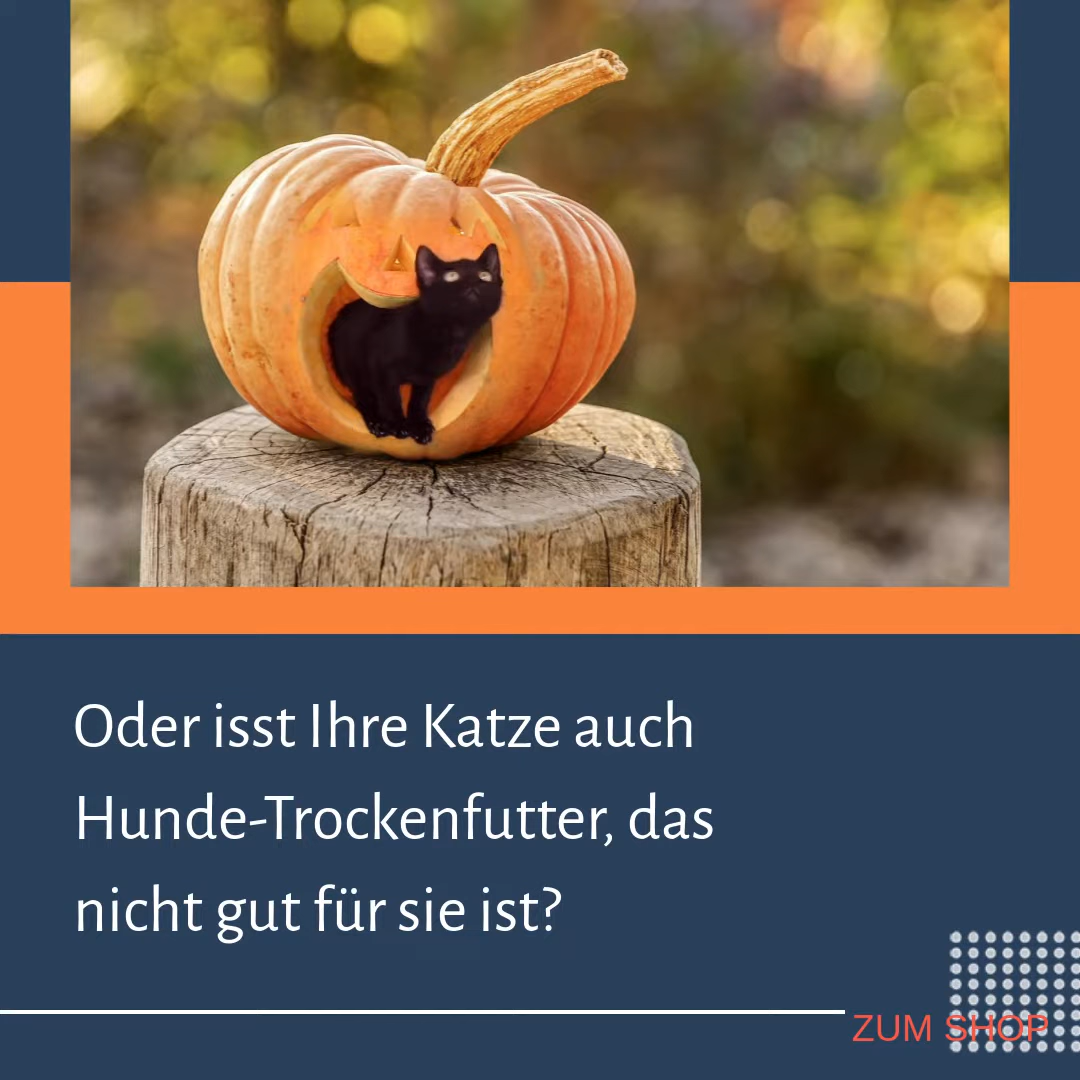 Oder isst Ihre Katze auch
Hunde-Trockenfutter, das
nicht gut für sie ist?
ZUM SHOP